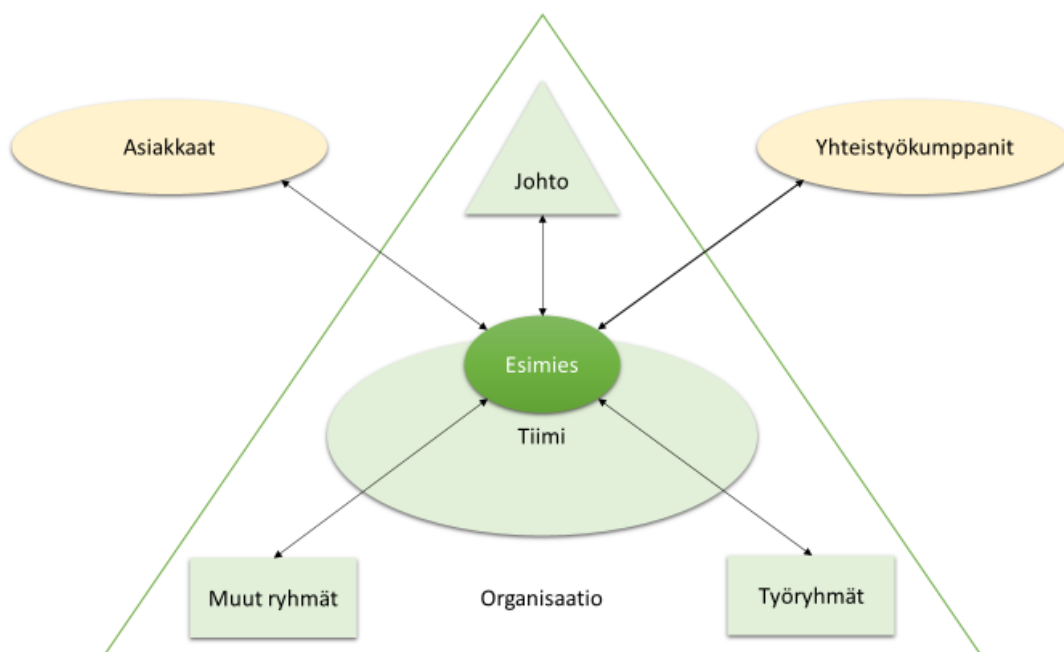 Asiakkaat
Yhteistyökumppanit
Johto
Esimies
Tiimi
Muut ryhmät
Organisaatio
Työryhmät